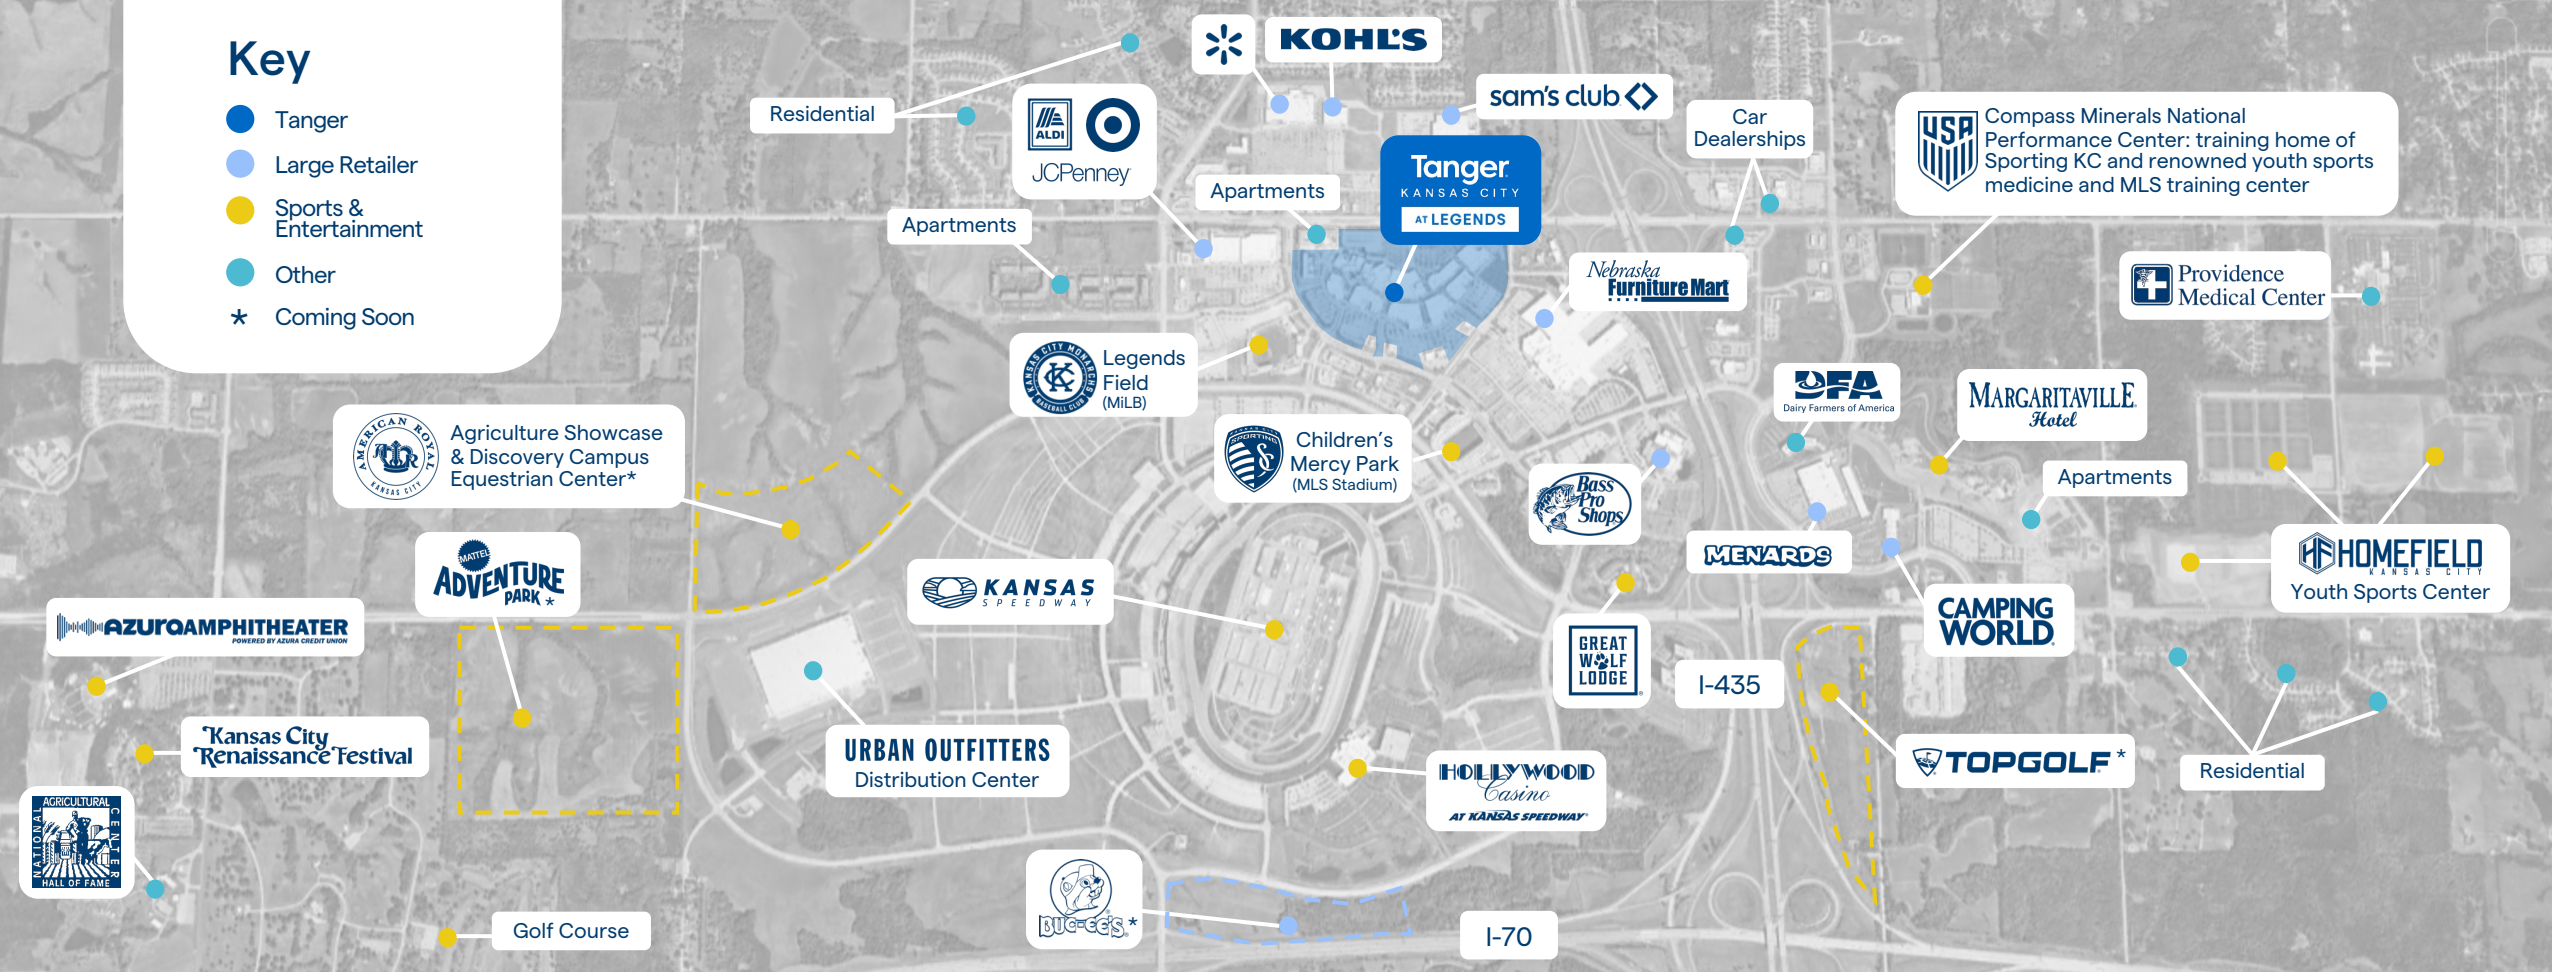 Key
Tanger
Large Retailer
Sports &
Entertainment
Other
* Coming Soon
Residential
KOHL'S
sam's club
ALDI
JCPenney
Apartments
Apartments
Tanger
KANSAS CITY
AT LEGENDS
Car
Dealerships
USA
Compass Minerals National
Performance Center: training home of
Sporting KC and renowned youth sports
medicine and MLS training center
Nebraska
Furniture Mart
Providence
Medical Center
KANSAS CITY MONARCHS
KC
BASEBALL CLUB
Legends
Field
(MiLB)
DFA
Dairy Farmers of America
MARGARITAVILLE
Hotel
AMERICAN ROYAL
AR
KANSAS CITY
Agriculture Showcase
& Discovery Campus
Equestrian Center*
SPORTING
Children's
Mercy Park
(MLS Stadium)
Bass
Pro
Shops
Apartments
MATTEL
ADVENTURE
PARK *
KANSAS
SPEEDWAY
MENARDS
HF HOMEFIELD
KANSAS CITY
Youth Sports Center
AZURA AMPHITHEATER
POWERED BY AZURA CREDIT UNION
CAMPING
WORLD
GREAT
WOLF
LODGE
I-435
Kansas City
Renaissance Festival
URBAN OUTFITTERS
Distribution Center
HOLLYWOOD
Casino
AT KANSAS SPEEDWAY
TOPGOLF *
Residential
AGRICULTURAL
NATIONAL
CENTER
HALL OF FAME
BUC-EE'S *
Golf Course
I-70